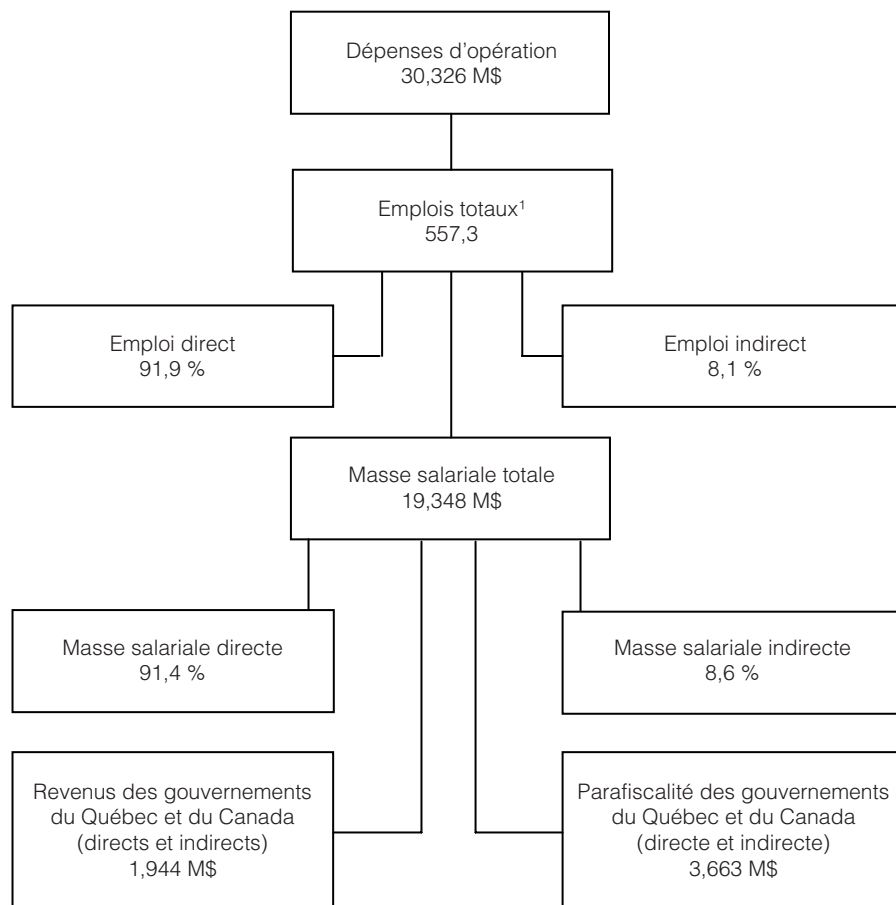 Dépenses d’opération
30,326 M$
Emplois totaux¹
557,3
Emploi direct
91,9 %
Emploi indirect
8,1 %
Masse salariale totale
19,348 M$
Masse salariale directe
91,4 %
Masse salariale indirecte
8,6 %
Revenus des gouvernements
du Québec et du Canada
(directs et indirects)
1,944 M$
Parafiscalité des gouvernements
du Québec et du Canada
(directe et indirecte)
3,663 M$